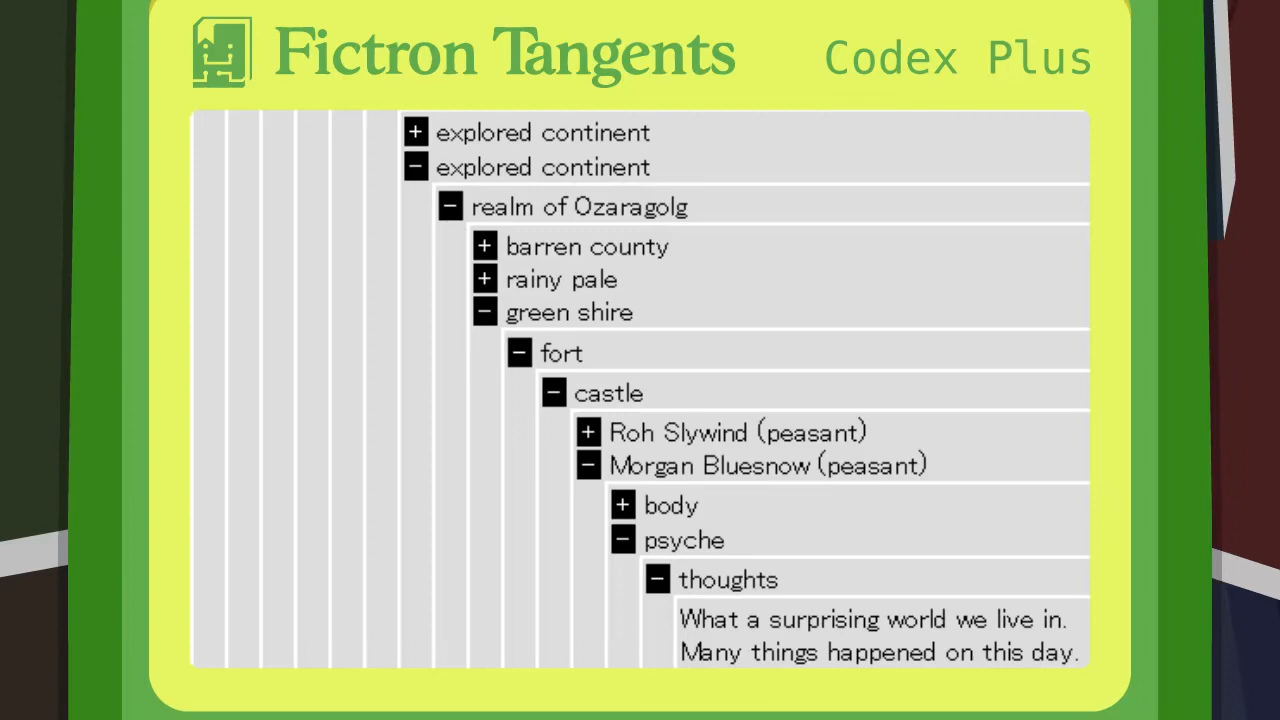 Fictron Tangents Codex Plus
+ explored continent
− explored continent
− realm of Ozaragolg
+ barren county
+ rainy pale
− green shire
− fort
− castle
+ Roh Slywind (peasant)
− Morgan Bluesnow (peasant)
+ body
− psyche
− thoughts
What a surprising world we live in.
Many things happened on this day.